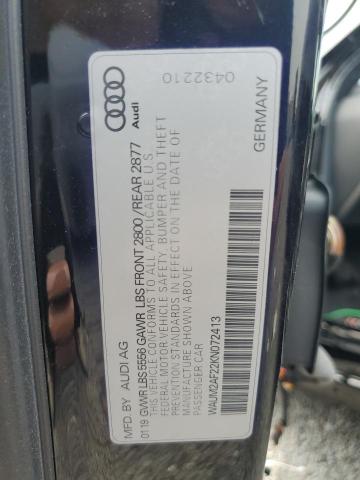 MFD. BY AUDI AG
0119 GVWR LBS 5556 GAWR LBS FRONT 2800 /REAR 2877
THIS VEHICLE CONFORMS TO ALL APPLICABLE U.S.
FEDERAL MOTOR VEHICLE SAFETY, BUMPER AND THEFT
PREVENTION STANDARDS IN EFFECT ON THE DATE OF
MANUFACTURE SHOWN ABOVE
PASSENGER CAR
WAUM2AF22KN072413
Audi
0432210
GERMANY